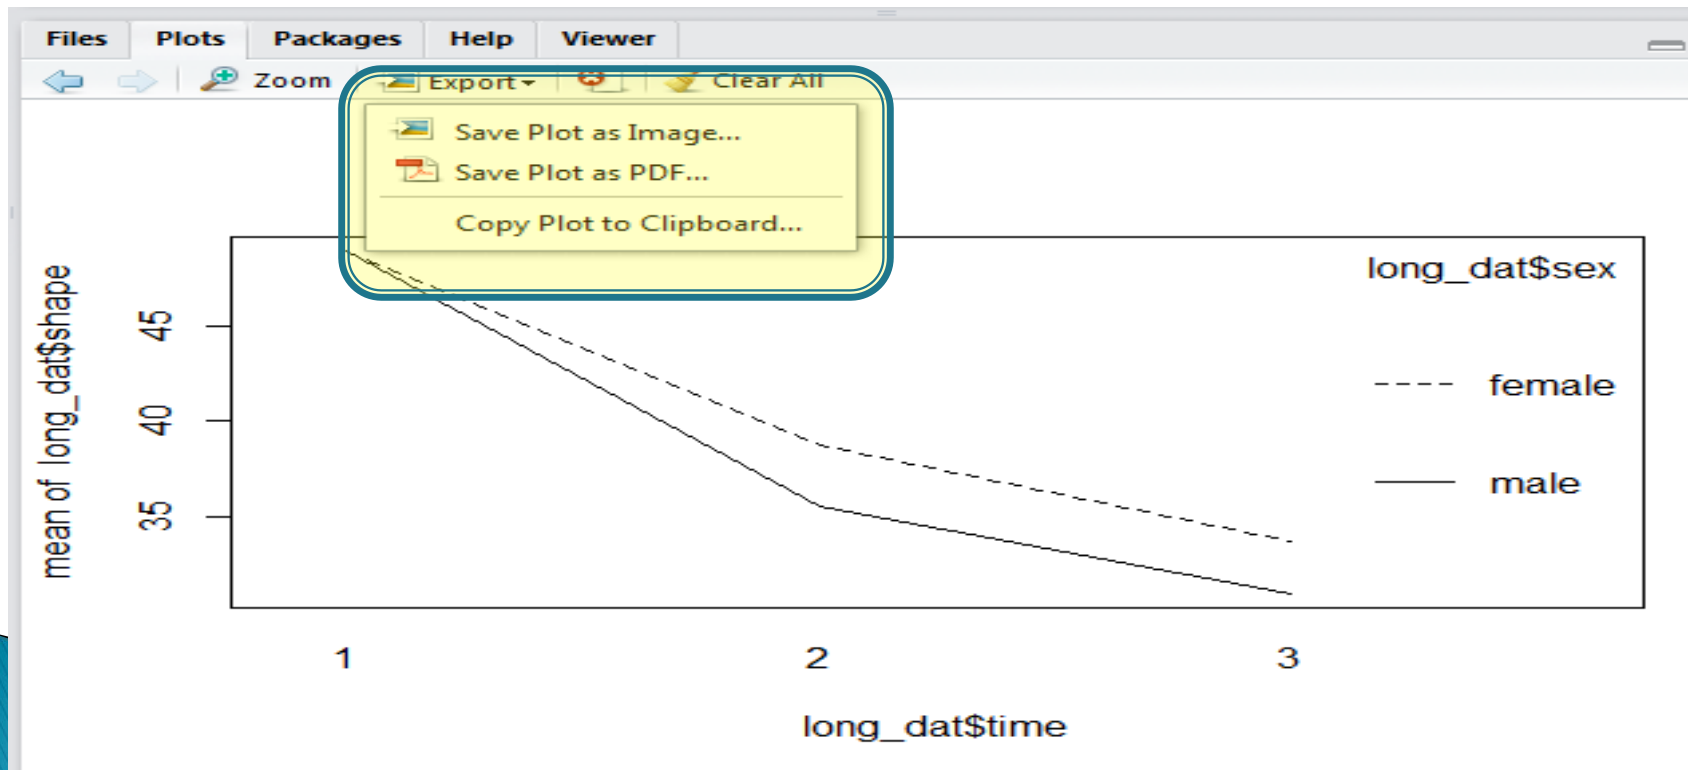 Files Plots Packages Help Viewer
Zoom Export Clear All
Save Plot as Image...
Save Plot as PDF...
Copy Plot to Clipboard...
mean of long_dat$shape
45
40
35
long_dat$sex
female
male
1 2 3
long_dat$time